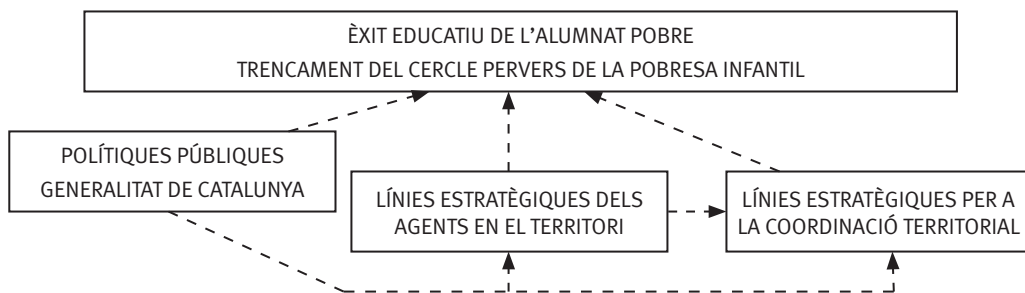 ÈXIT EDUCATIU DE L'ALUMNAT POBRE
TRENCAMENT DEL CERCLE PERVERS DE LA POBRESA INFANTIL
POLÍTIQUES PÚBLIQUES
GENERALITAT DE CATALUNYA
LÍNIES ESTRATÈGIQUES DELS
AGENTS EN EL TERRITORI
LÍNIES ESTRATÈGIQUES PER A
LA COORDINACIÓ TERRITORIAL